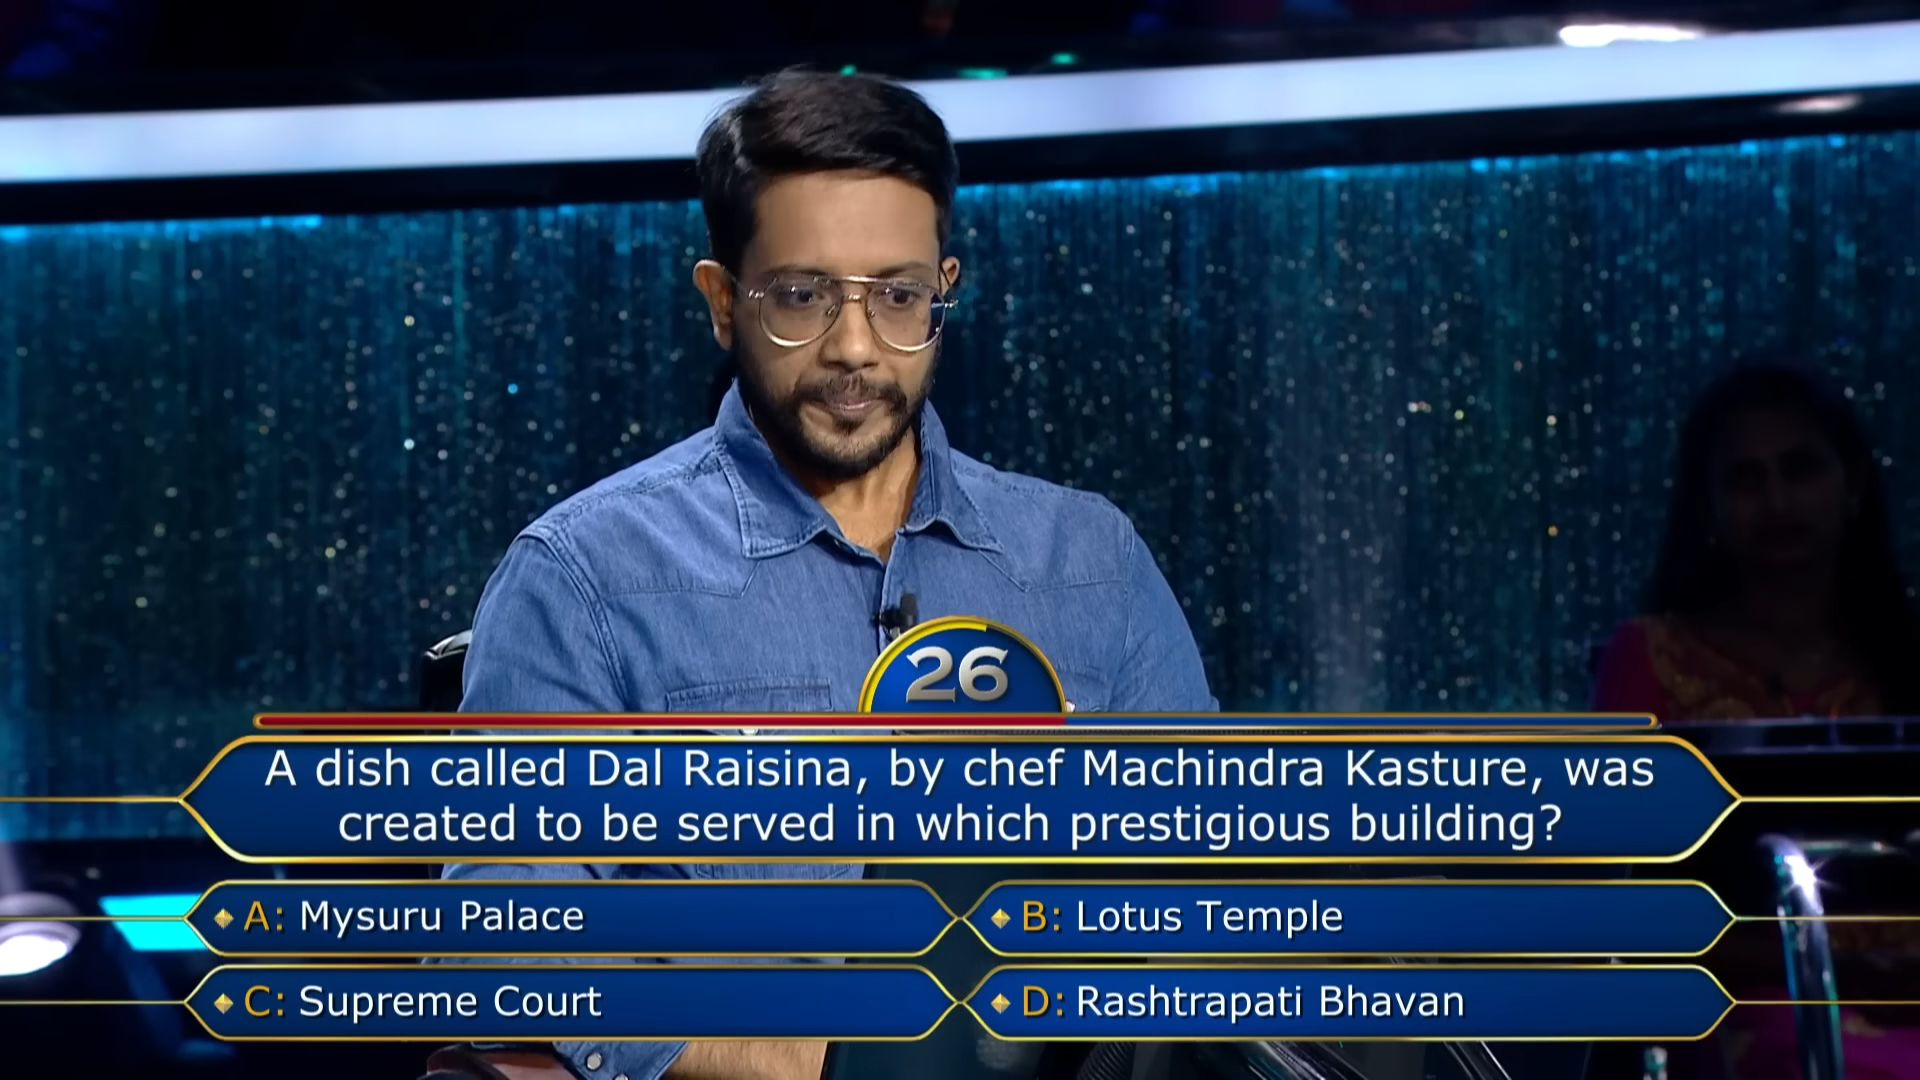 26
A dish called Dal Raisina, by chef Machindra Kasture, was
created to be served in which prestigious building?
A: Mysuru Palace
B: Lotus Temple
C: Supreme Court
D: Rashtrapati Bhavan